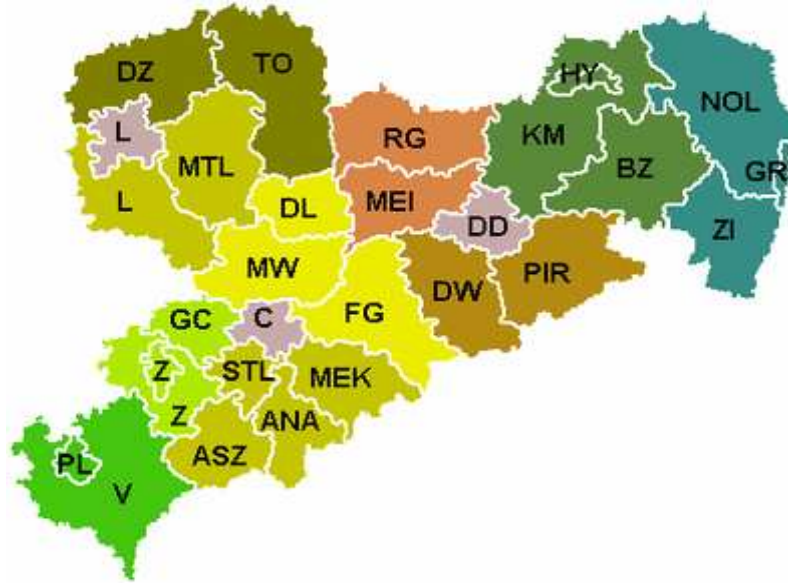 DZ
TO
HY
NOL
L
RG
KM
MTL
BZ
GR
L
DL
MEI
DD
ZI
MW
DW
PIR
GC
C
FG
Z
STL
MEK
Z
ANA
ASZ
PL
V